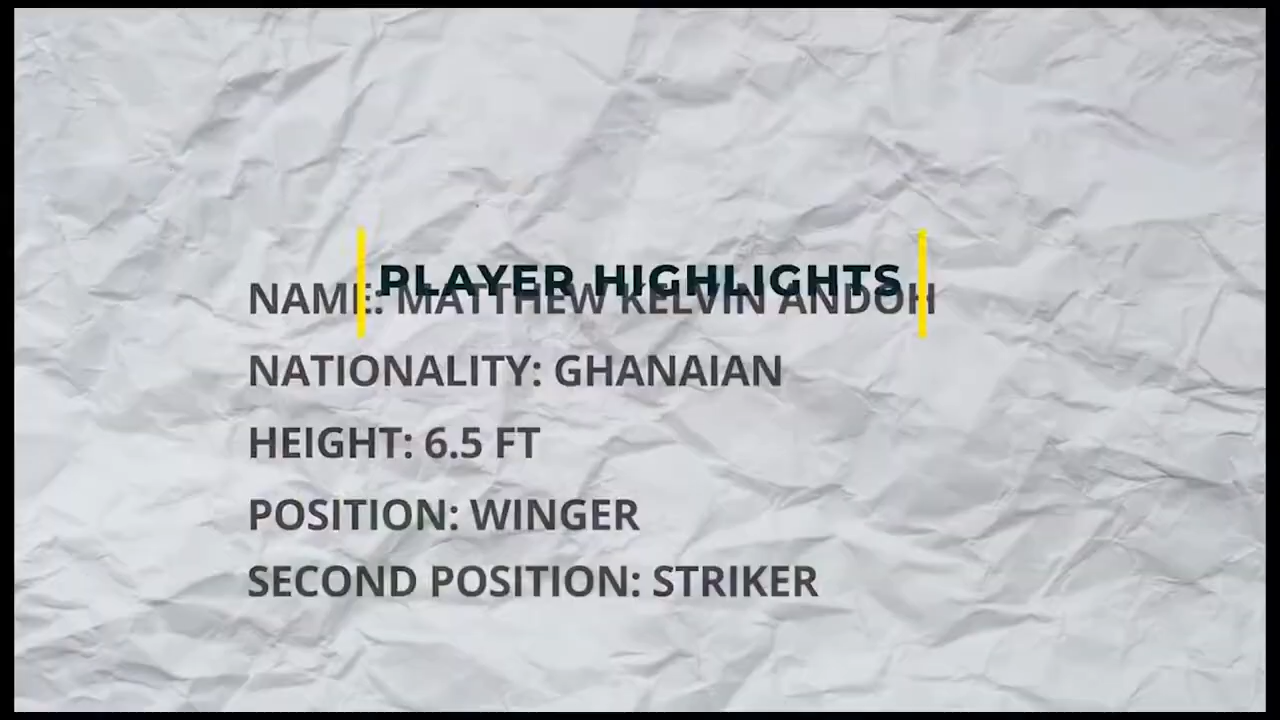 PLAYER HIGHLIGHTS
NAME: MATTHEW KELVIN ANDOH
NATIONALITY: GHANAIAN
HEIGHT: 6.5 FT
POSITION: WINGER
SECOND POSITION: STRIKER